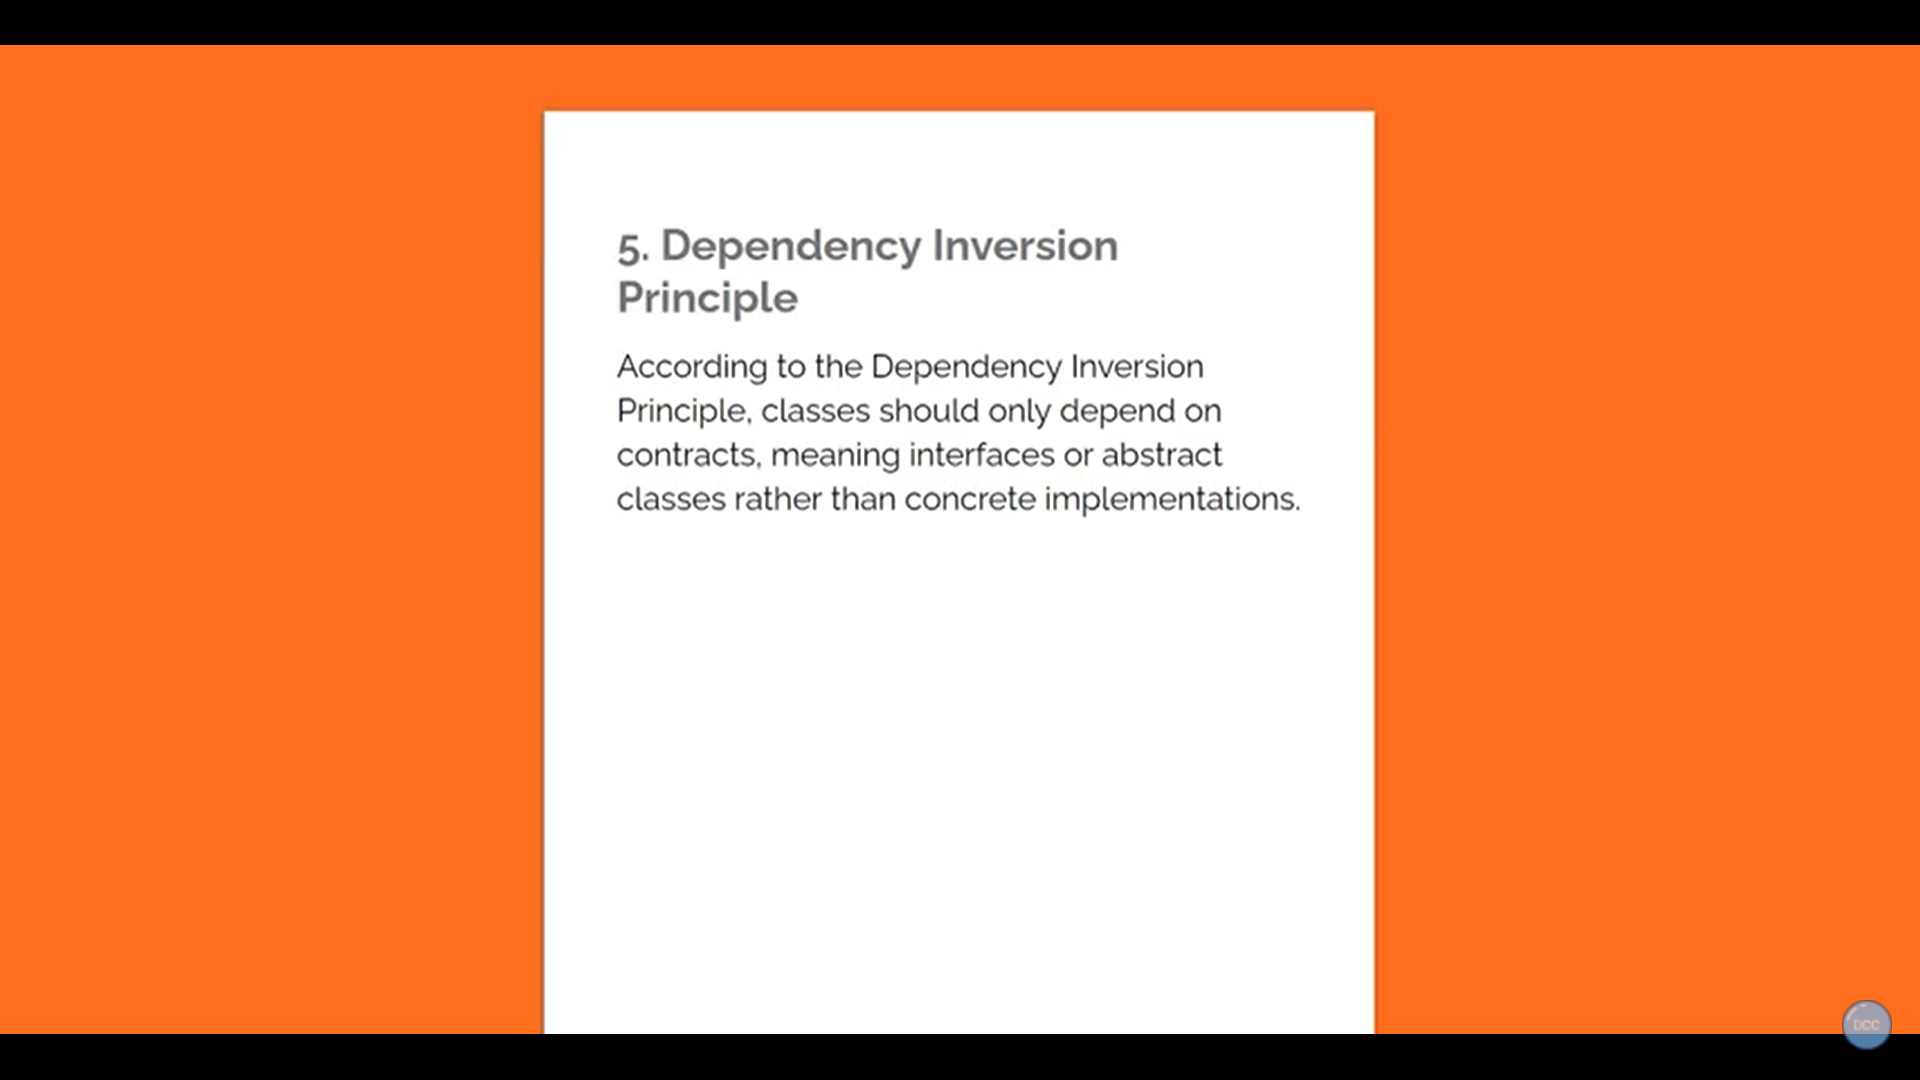 5. Dependency Inversion
Principle
According to the Dependency Inversion
Principle, classes should only depend on
contracts, meaning interfaces or abstract
classes rather than concrete implementations.
DCC